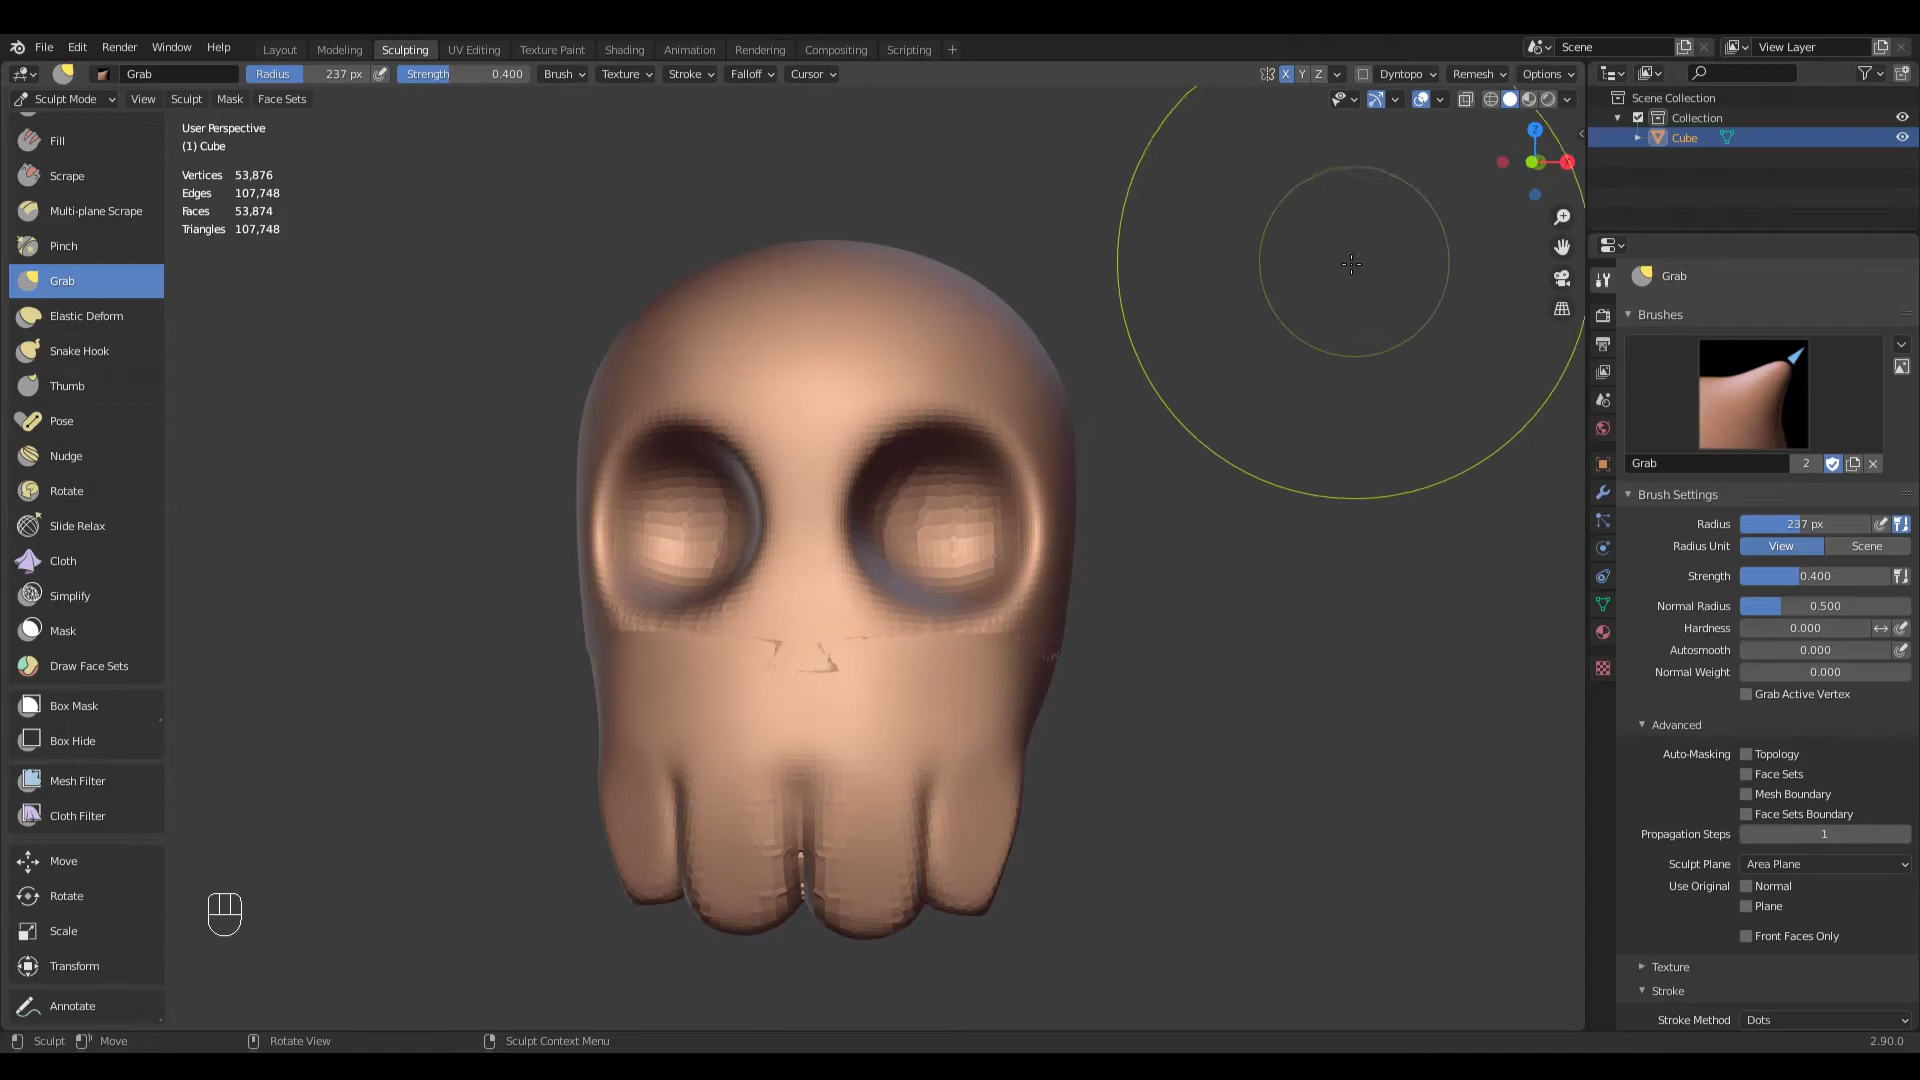 File Edit Render Window Help Layout Modeling Sculpting UV Editing Texture Paint Shading Animation Rendering Compositing Scripting + Scene View Layer
Grab Radius 237 px Strength 0.400 Brush Texture Stroke Falloff Cursor X Y Z Dyntopo Remesh Options
Sculpt Mode View Sculpt Mask Face Sets
User Perspective
(1) Cube
Vertices 53,876
Edges 107,748
Faces 53,874
Triangles 107,748
Z
Fill
Scrape
Multi-plane Scrape
Pinch
Grab
Elastic Deform
Snake Hook
Thumb
Pose
Nudge
Rotate
Slide Relax
Cloth
Simplify
Mask
Draw Face Sets
Box Mask
Box Hide
Mesh Filter
Cloth Filter
Move
Rotate
Scale
Transform
Annotate
Scene Collection
Collection
Cube
Grab
Brushes
Grab 2
Brush Settings
Radius 237 px
Radius Unit View Scene
Strength 0.400
Normal Radius 0.500
Hardness 0.000
Autosmooth 0.000
Normal Weight 0.000
Grab Active Vertex
Advanced
Auto-Masking Topology
Face Sets
Mesh Boundary
Face Sets Boundary
Propagation Steps 1
Sculpt Plane Area Plane
Use Original Normal
Plane
Front Faces Only
Texture
Stroke
Stroke Method Dots
Sculpt Move Rotate View Sculpt Context Menu 2.90.0